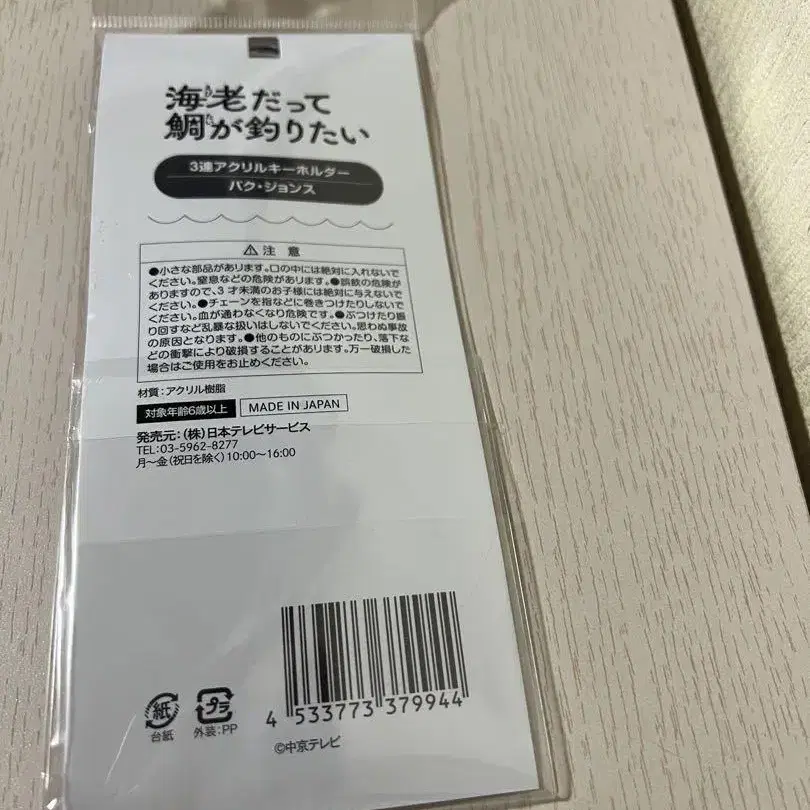 海老だって
鯛が釣りたい
3連アクリルキーホルダー
パク・ジョンス
⚠注 意
●小さな部品があります。口の中には絶対に入れないで
ください。窒息などの危険があります。●誤飲の危険が
ありますので、3才未満のお子様には絶対に与えないで
ください。●チェーンを指などに巻きつけたりしないで
ください。血が通わなくなり危険です。●ぶつけたり振
り回すなど乱暴な扱いはしないでください。思わぬ事故
の原因となります。●他のものにぶつかったり、落下な
どの衝撃により破損することがあります。万一破損した
場合はご使用をお止めください。
材質:アクリル樹脂
対象年齢6歳以上 MADE IN JAPAN
発売元:(株)日本テレビサービス
TEL:03-5962-8277
月〜金(祝日を除く)10:00〜16:00
紙 プラ
台紙 外装:PP
4 533773 379944
©中京テレビ